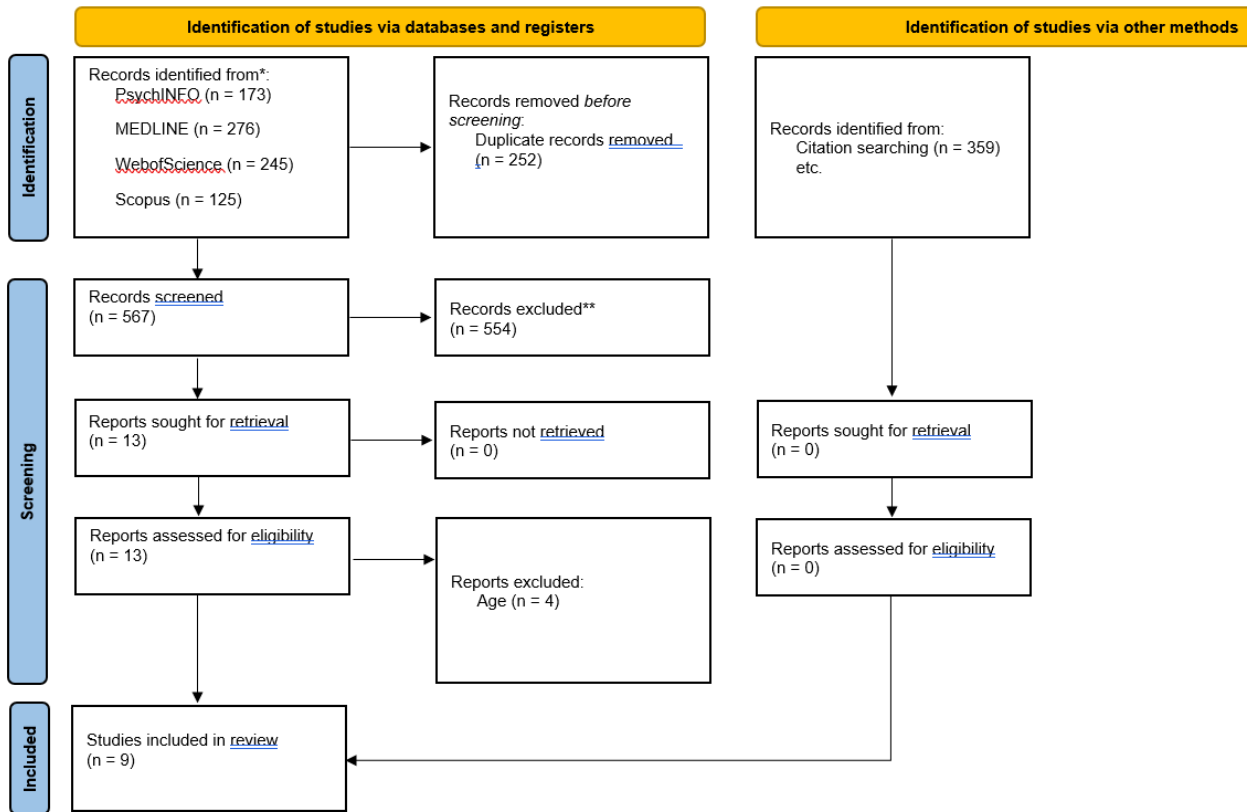 Identification of studies via databases and registers
Identification of studies via other methods
Identification
Records identified from*:
PsychINFO (n = 173)
MEDLINE (n = 276)
WebofScience (n = 245)
Scopus (n = 125)
Records removed before
screening:
Duplicate records removed
(n = 252)
Records identified from:
Citation searching (n = 359)
etc.
Screening
Records screened
(n = 567)
Records excluded**
(n = 554)
Reports sought for retrieval
(n = 13)
Reports not retrieved
(n = 0)
Reports sought for retrieval
(n = 0)
Reports assessed for eligibility
(n = 13)
Reports excluded:
Age (n = 4)
Reports assessed for eligibility
(n = 0)
Included
Studies included in review
(n = 9)